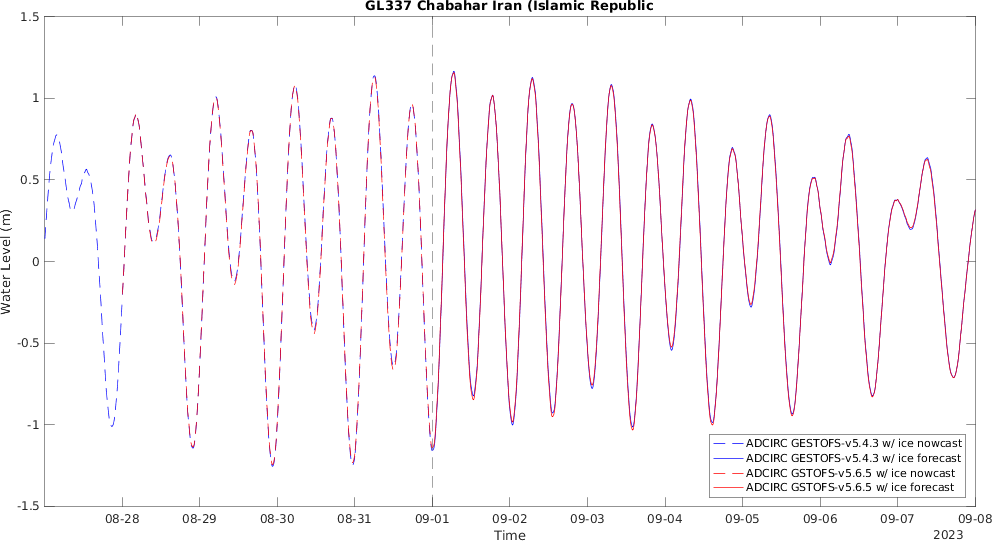 GL337 Chabahar Iran (Islamic Republic
1.5
1
0.5
0
-0.5
-1
-1.5
Water Level (m)
ADCIRC GESTOFS-v5.4.3 w/ ice nowcast
ADCIRC GESTOFS-v5.4.3 w/ ice forecast
ADCIRC GSTOFS-v5.6.5 w/ ice nowcast
ADCIRC GSTOFS-v5.6.5 w/ ice forecast
08-28 08-29 08-30 08-31 09-01 09-02 09-03 09-04 09-05 09-06 09-07 09-08
Time
2023